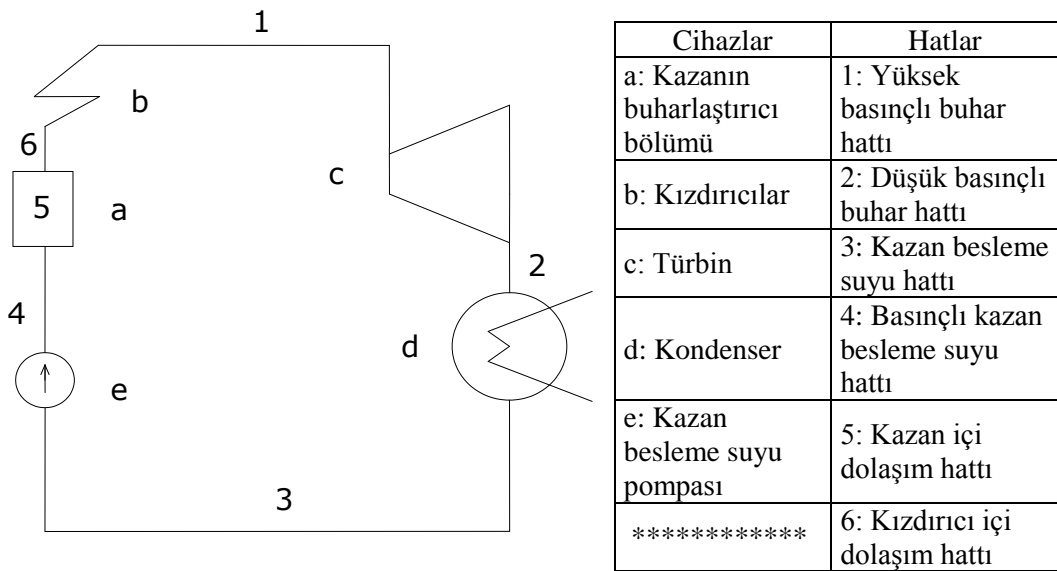 1
b
6
c
5
a
2
4
d
e
3
Cihazlar
Hatlar
a: Kazanın
buharlaştırıcı
bölümü
1: Yüksek
basınçlı buhar
hattı
b: Kızdırıcılar
2: Düşük basınçlı
buhar hattı
c: Türbin
3: Kazan besleme
suyu hattı
d: Kondenser
4: Basınçlı kazan
besleme suyu
hattı
e: Kazan
besleme suyu
pompası
5: Kazan içi
dolaşım hattı
************
6: Kızdırıcı içi
dolaşım hattı